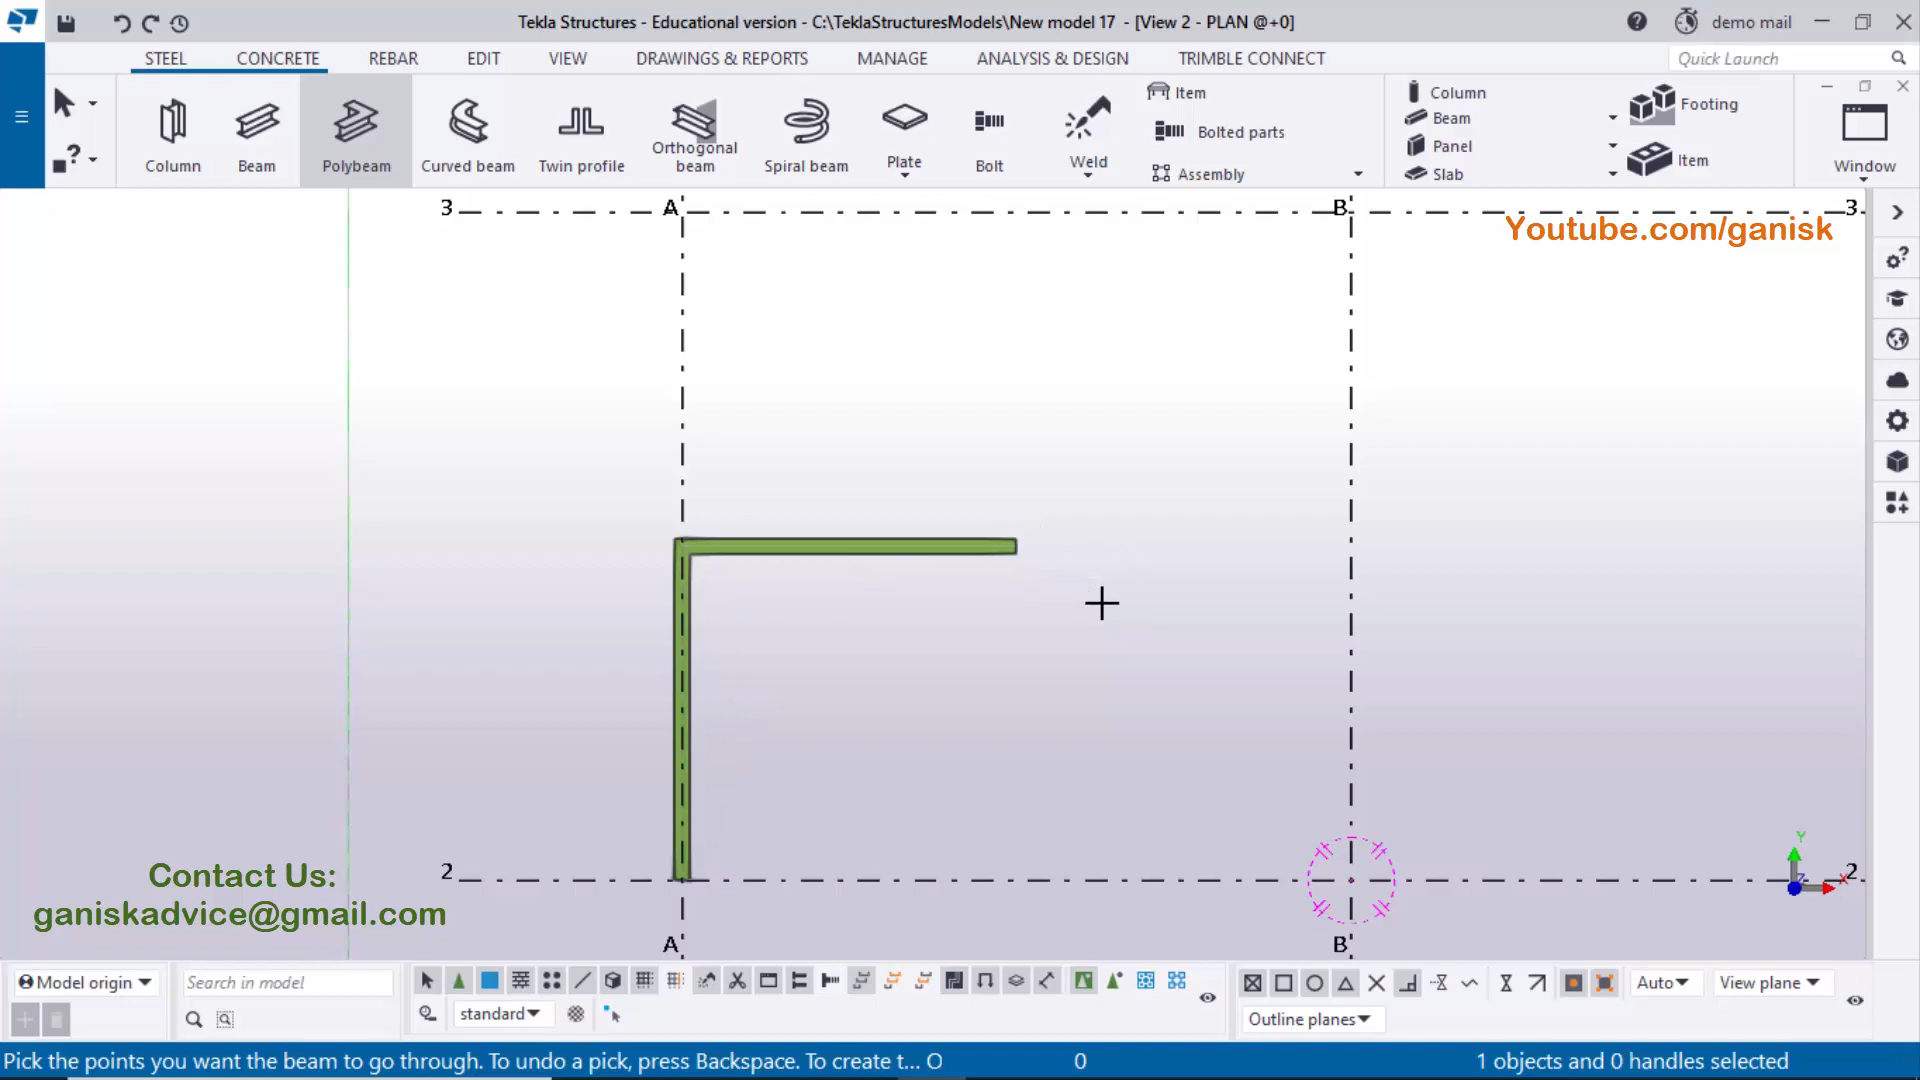 Tekla Structures - Educational version - C:\TeklaStructuresModels\New model 17 - [View 2 - PLAN @+0]
demo mail
STEEL CONCRETE REBAR EDIT VIEW DRAWINGS & REPORTS MANAGE ANALYSIS & DESIGN TRIMBLE CONNECT
Quick Launch
Column
Beam
Polybeam
Curved beam
Twin profile
Orthogonal
beam
Spiral beam
Plate
Bolt
Weld
Item
Bolted parts
Assembly
Column
Beam
Panel
Slab
Footing
Item
Window
3 A B 3
Youtube.com/ganisk
2 2
A B
Y
X
Z
Contact Us:
ganiskadvice@gmail.com
Model origin
Search in model
standard
Auto
View plane
Outline planes
Pick the points you want the beam to go through. To undo a pick, press Backspace. To create t... O
0
1 objects and 0 handles selected